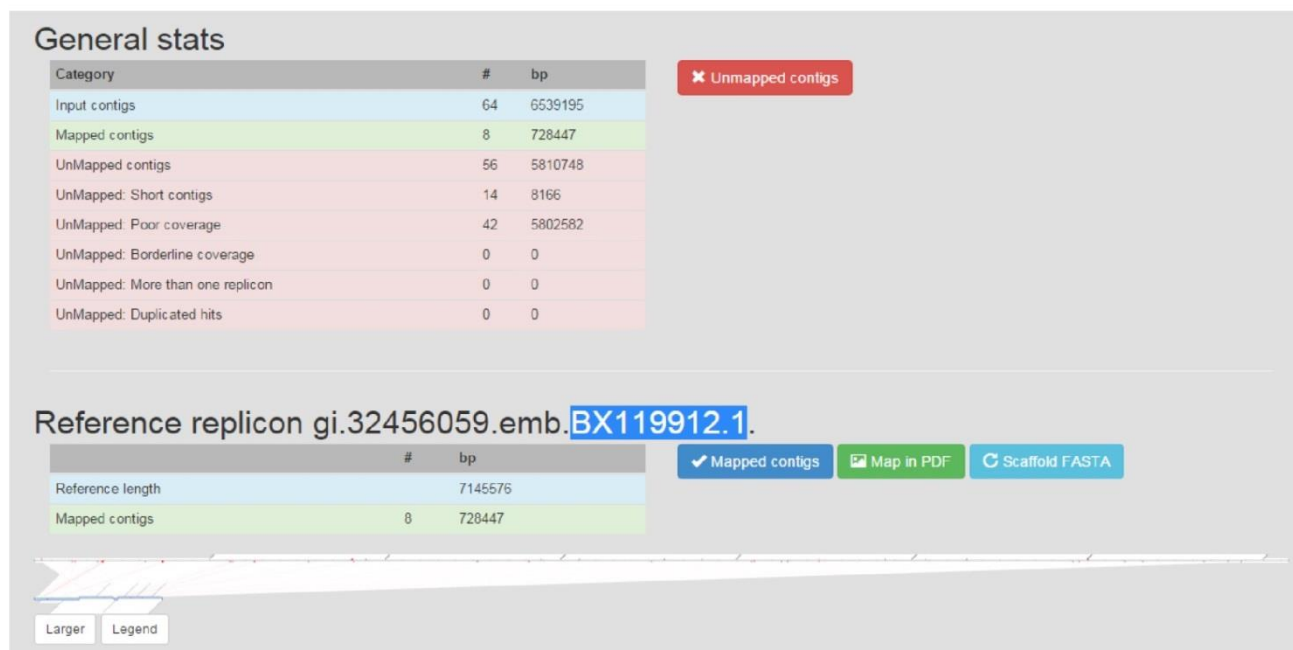 General stats
Category # bp
Input contigs 64 6539195
Mapped contigs 8 728447
UnMapped contigs 56 5810748
UnMapped: Short contigs 14 8166
UnMapped: Poor coverage 42 5802582
UnMapped: Borderline coverage 0 0
UnMapped: More than one replicon 0 0
UnMapped: Duplicated hits 0 0
Unmapped contigs
Reference replicon gi.32456059.emb.BX119912.1.
# bp
Reference length 7145576
Mapped contigs 8 728447
Mapped contigs Map in PDF Scaffold FASTA
Larger Legend